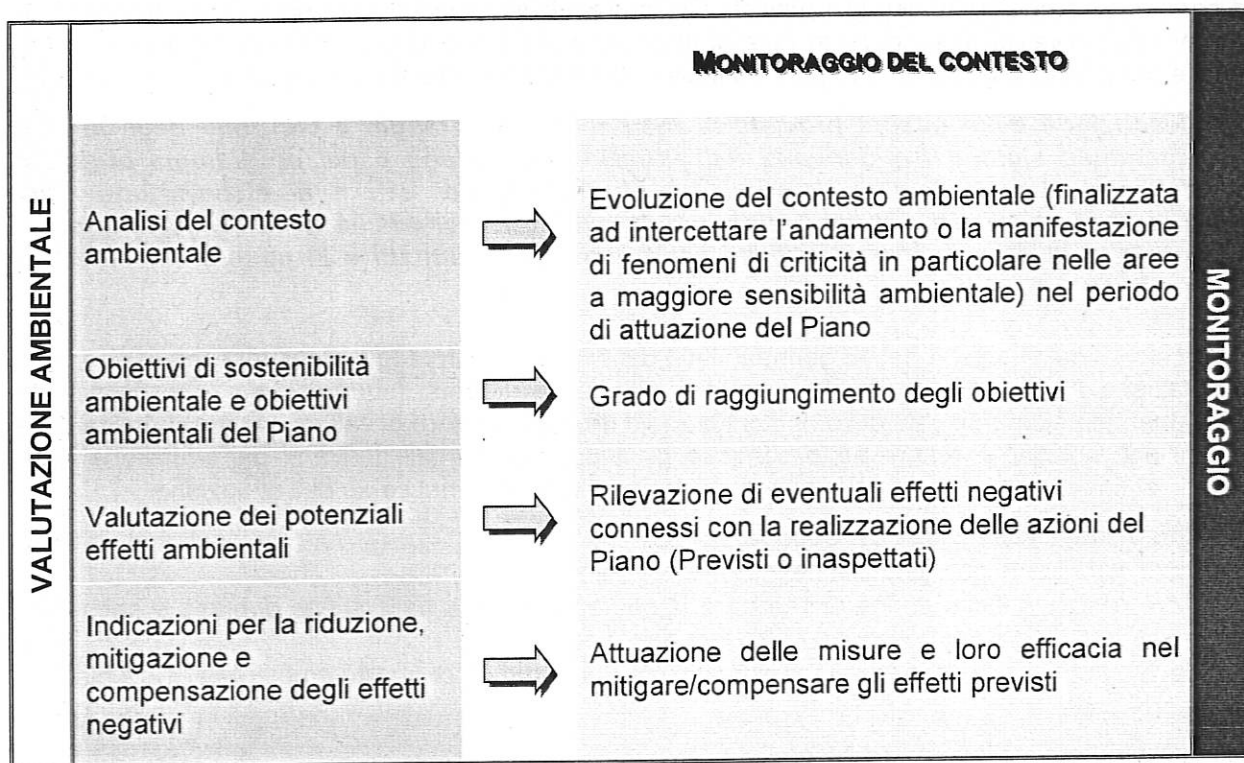 MONITORAGGIO DEL CONTESTO
VALUTAZIONE AMBIENTALE
Analisi del contesto
ambientale
Evoluzione del contesto ambientale (finalizzata
ad intercettare l'andamento o la manifestazione
di fenomeni di criticità in particolare nelle aree
a maggiore sensibilità ambientale) nel periodo
di attuazione del Piano
Obiettivi di sostenibilità
ambientale e obiettivi
ambientali del Piano
Grado di raggiungimento degli obiettivi
Valutazione dei potenziali
effetti ambientali
Rilevazione di eventuali effetti negativi
connessi con la realizzazione delle azioni del
Piano (Previsti o inaspettati)
Indicazioni per la riduzione,
mitigazione e
compensazione degli effetti
negativi
Attuazione delle misure e loro efficacia nel
mitigare/compensare gli effetti previsti
MONITORAGGIO